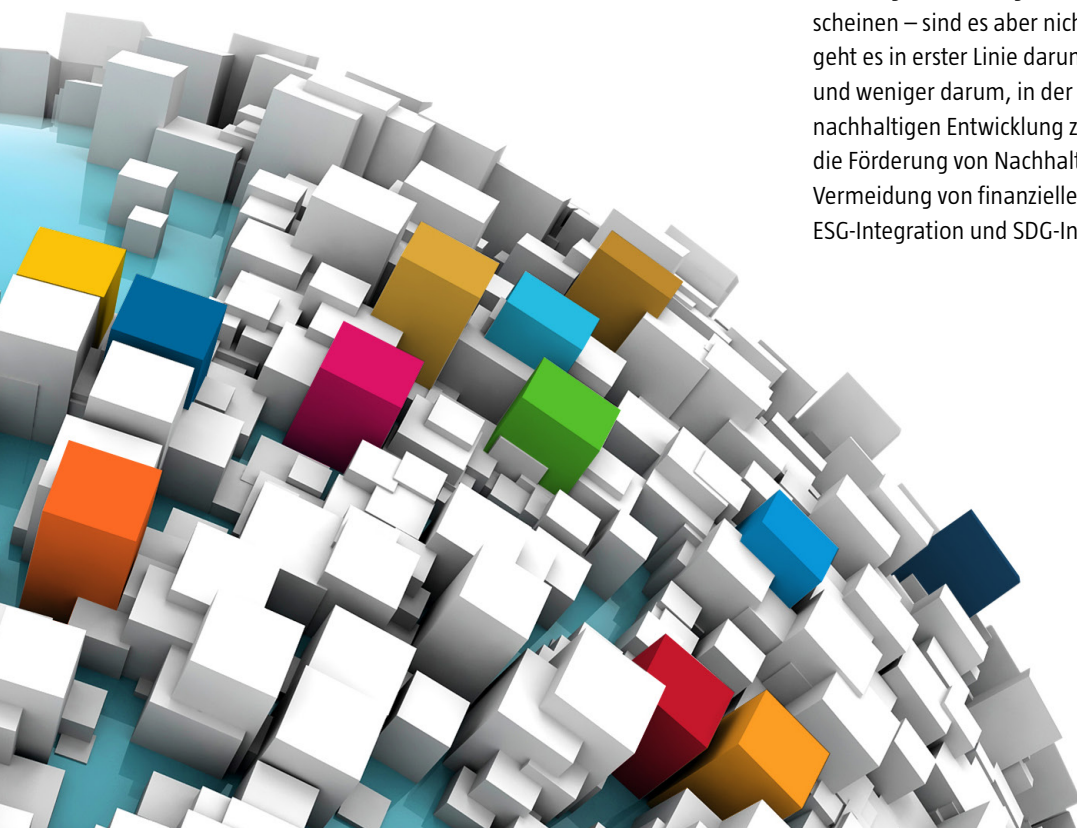 scheinen – sind es aber nich
geht es in erster Linie darun
und weniger darum, in der
nachhaltigen Entwicklung z
die Förderung von Nachhalt
Vermeidung von finanzielle
ESG-Integration und SDG-In